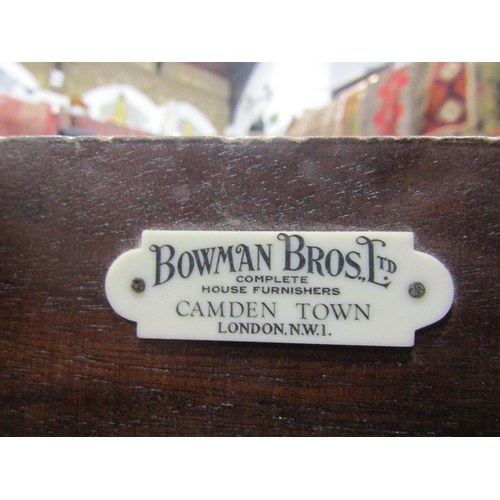 BOWMAN BROS., LTD
COMPLETE
HOUSE FURNISHERS
CAMDEN TOWN
LONDON, N.W.1.